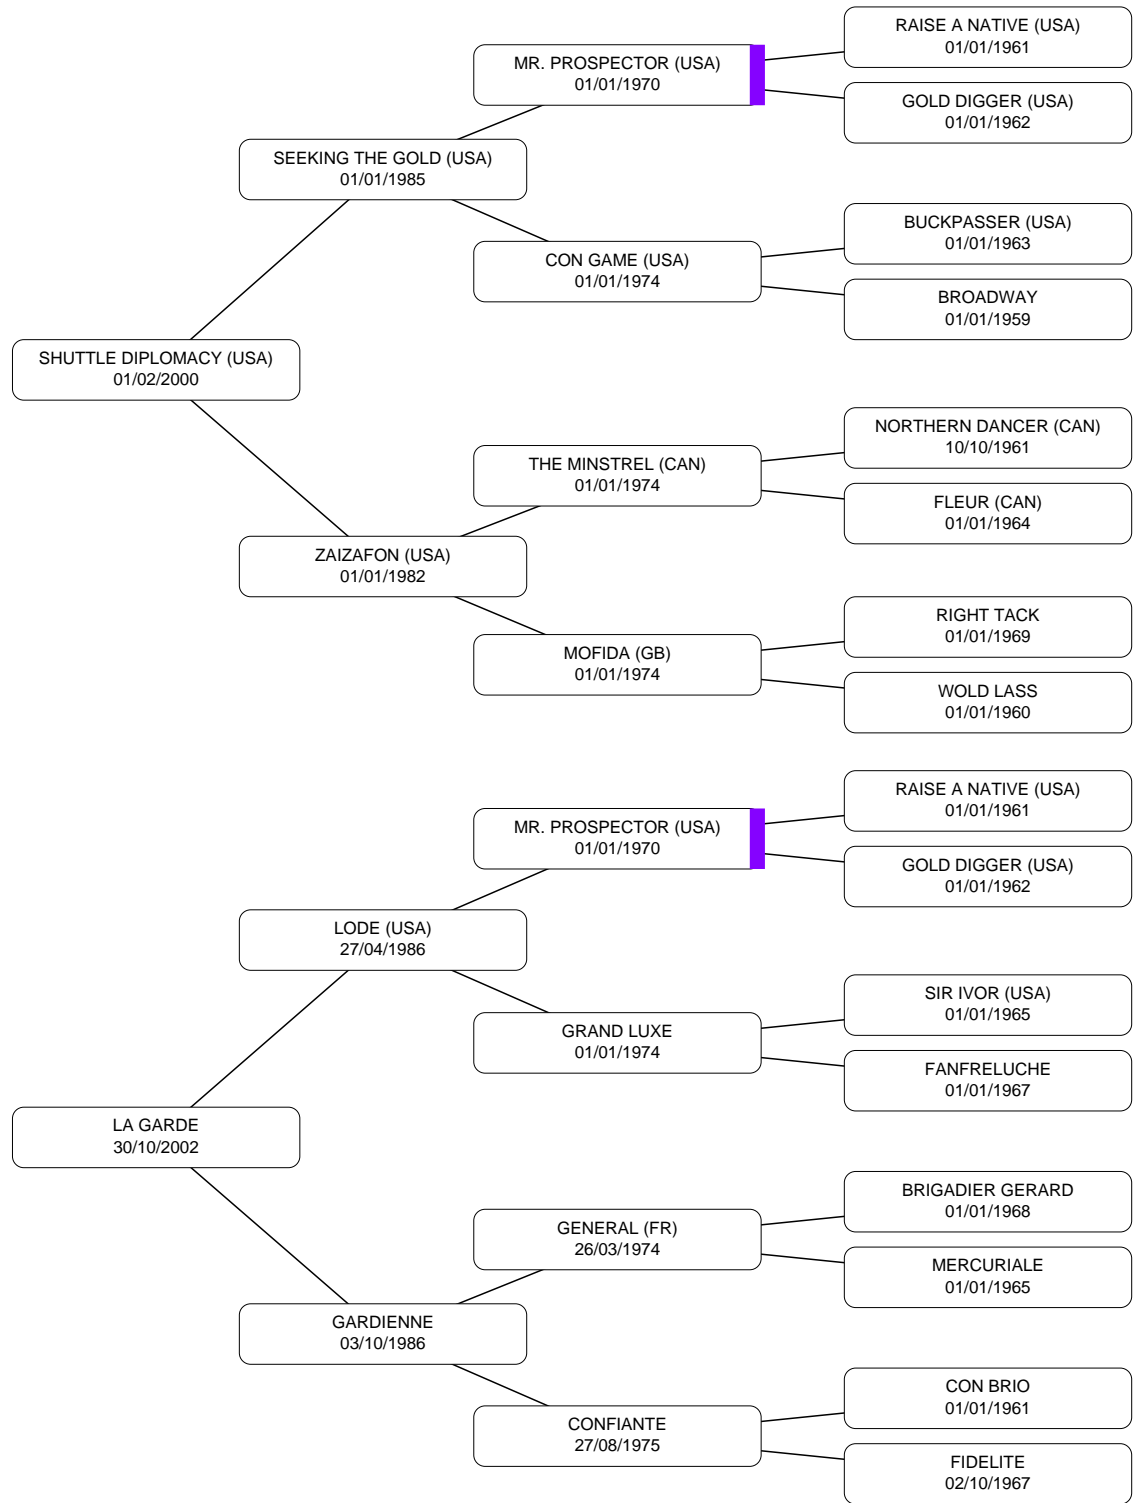 RAISE A NATIVE (USA)
01/01/1961
MR. PROSPECTOR (USA)
01/01/1970
GOLD DIGGER (USA)
01/01/1962
SEEKING THE GOLD (USA)
01/01/1985
BUCKPASSER (USA)
01/01/1963
CON GAME (USA)
01/01/1974
BROADWAY
01/01/1959
SHUTTLE DIPLOMACY (USA)
01/02/2000
NORTHERN DANCER (CAN)
10/10/1961
THE MINSTREL (CAN)
01/01/1974
FLEUR (CAN)
01/01/1964
ZAIZAFON (USA)
01/01/1982
RIGHT TACK
01/01/1969
MOFIDA (GB)
01/01/1974
WOLD LASS
01/01/1960
RAISE A NATIVE (USA)
01/01/1961
MR. PROSPECTOR (USA)
01/01/1970
GOLD DIGGER (USA)
01/01/1962
LODE (USA)
27/04/1986
SIR IVOR (USA)
01/01/1965
GRAND LUXE
01/01/1974
FANFRELUCHE
01/01/1967
LA GARDE
30/10/2002
BRIGADIER GERARD
01/01/1968
GENERAL (FR)
26/03/1974
MERCURIALE
01/01/1965
GARDIENNE
03/10/1986
CON BRIO
01/01/1961
CONFIANTE
27/08/1975
FIDELITE
02/10/1967